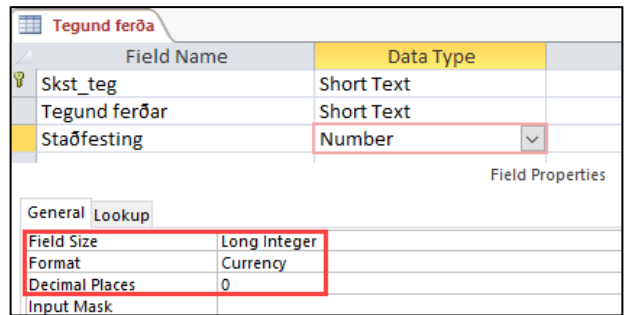 Tegund ferða
Field Name Data Type
Skst_teg Short Text
Tegund ferðar Short Text
Staðfesting Number
Field Properties
General Lookup
Field Size Long Integer
Format Currency
Decimal Places 0
Input Mask